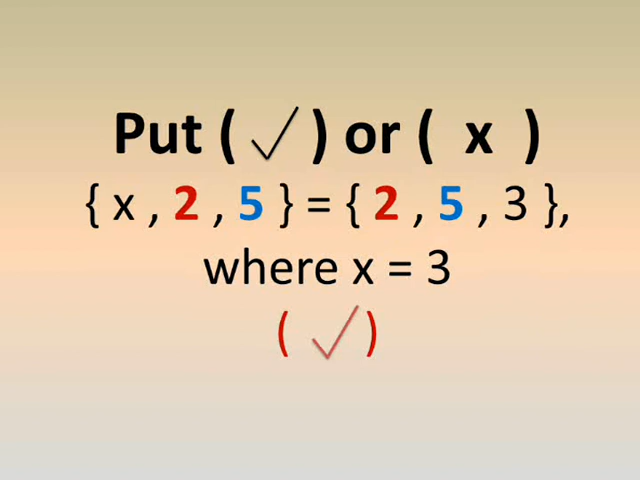 Put ( ✓ ) or ( x )
{ x , 2 , 5 } = { 2 , 5 , 3 },
where x = 3
( ✓ )